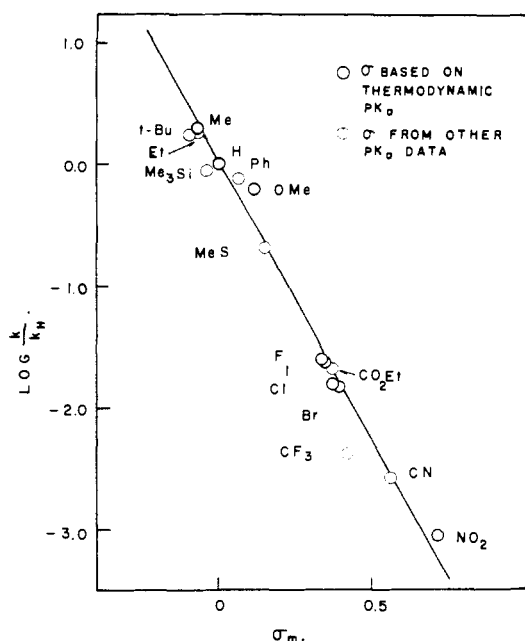 1.0
0.0
-1.0
-2.0
-3.0
LOG k/kH.
0
0.5
σm.
σ BASED ON
THERMODYNAMIC
PKa
σ FROM OTHER
PKa DATA
Me
t-Bu
H
Et
Ph
Me3Si
OMe
MeS
F
I
CO2Et
Cl
Br
CF3
CN
NO2